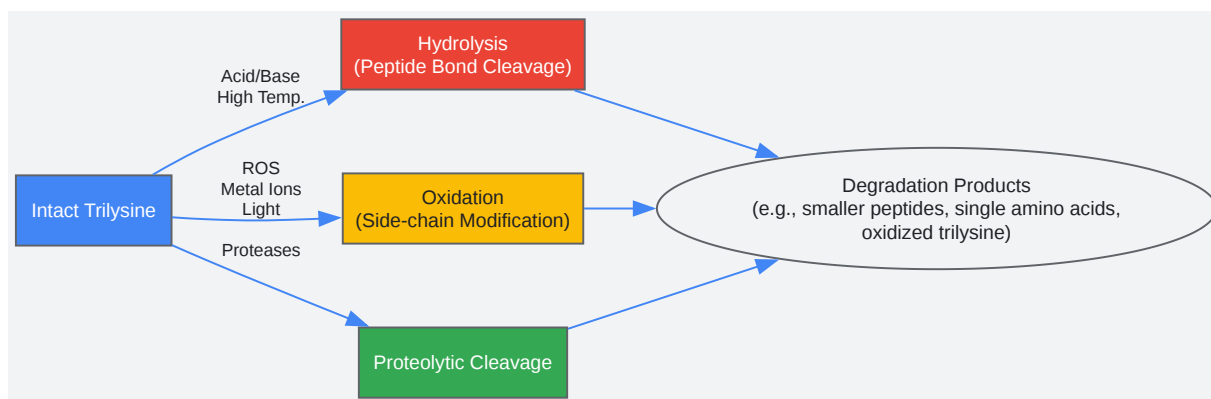 Hydrolysis
(Peptide Bond Cleavage)
Acid/Base
High Temp.
ROS
Metal Ions
Light
Intact Trilysine
Oxidation
(Side-chain Modification)
Degradation Products
(e.g., smaller peptides, single amino acids,
oxidized trilysine)
Proteases
Proteolytic Cleavage